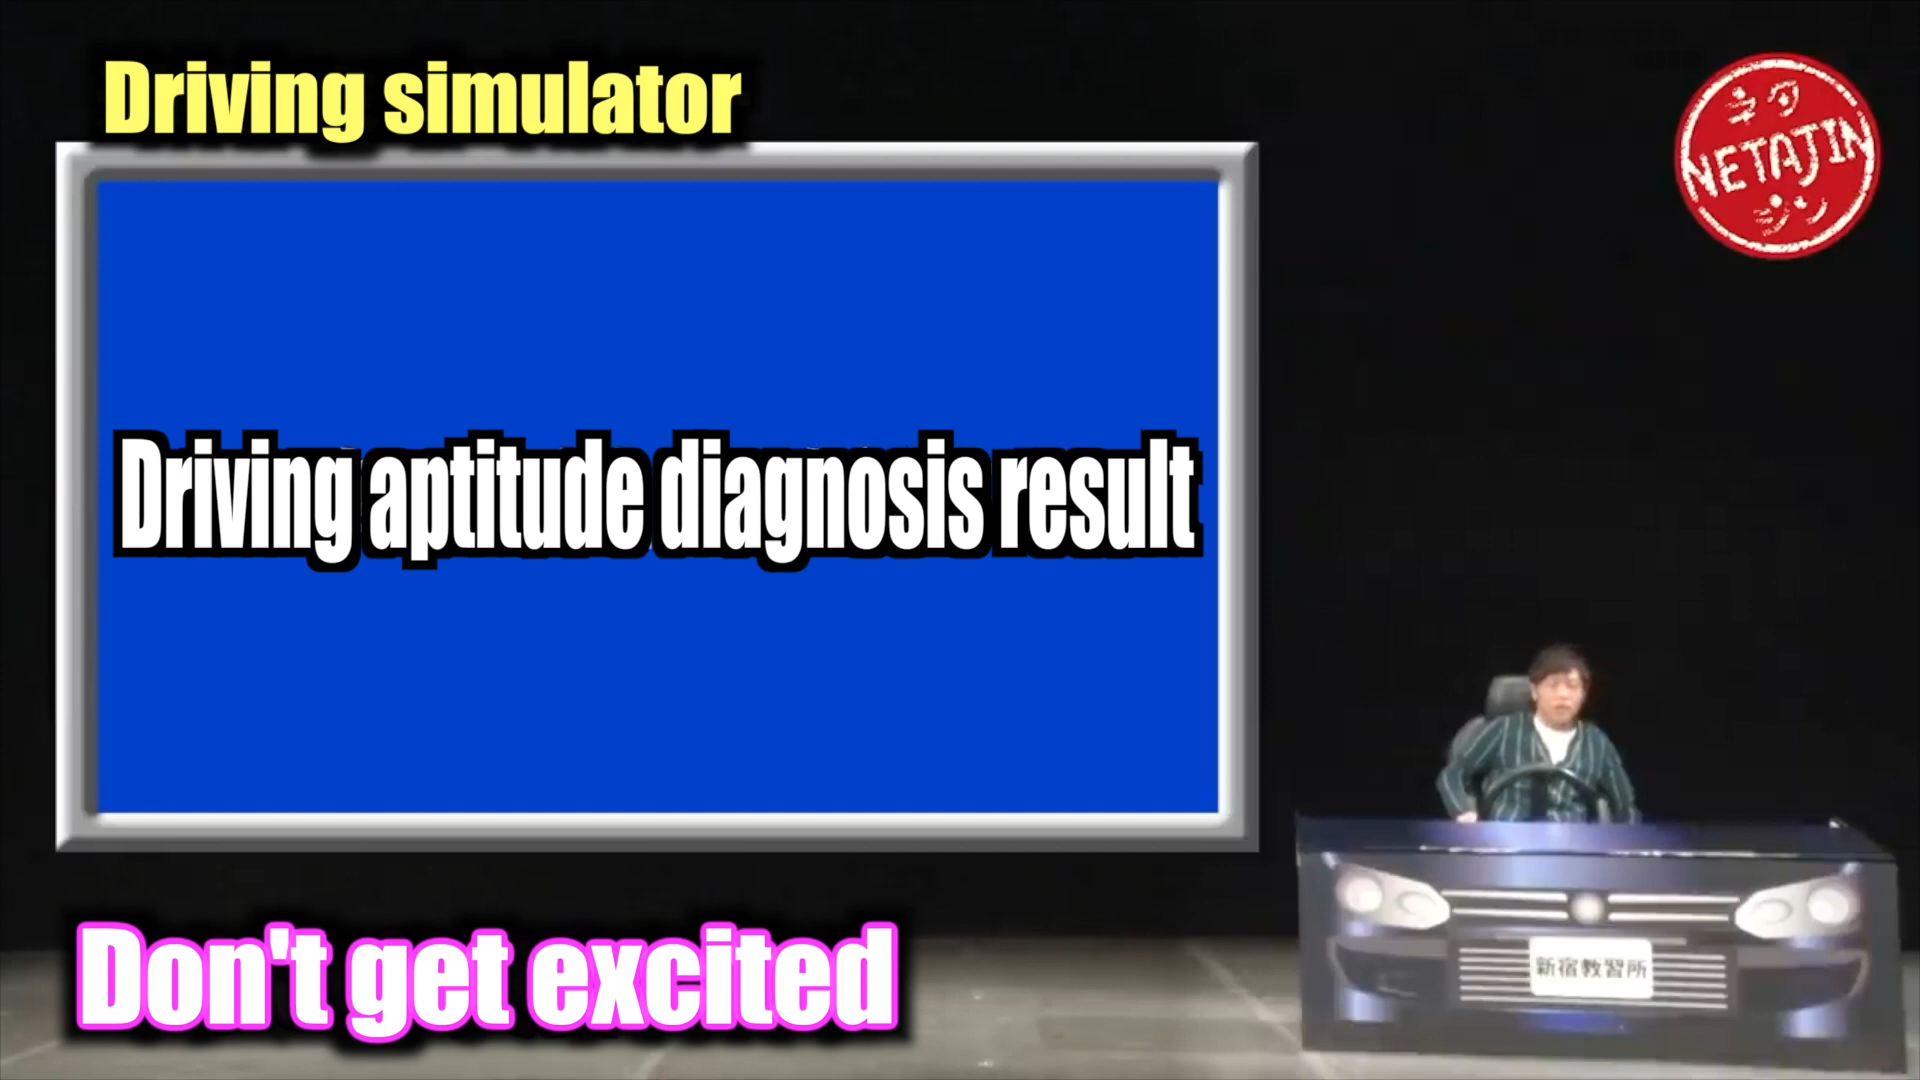 Driving simulator
ネタ
NETAJIN
ジン
Driving aptitude diagnosis result
Don't get excited
新宿教習所